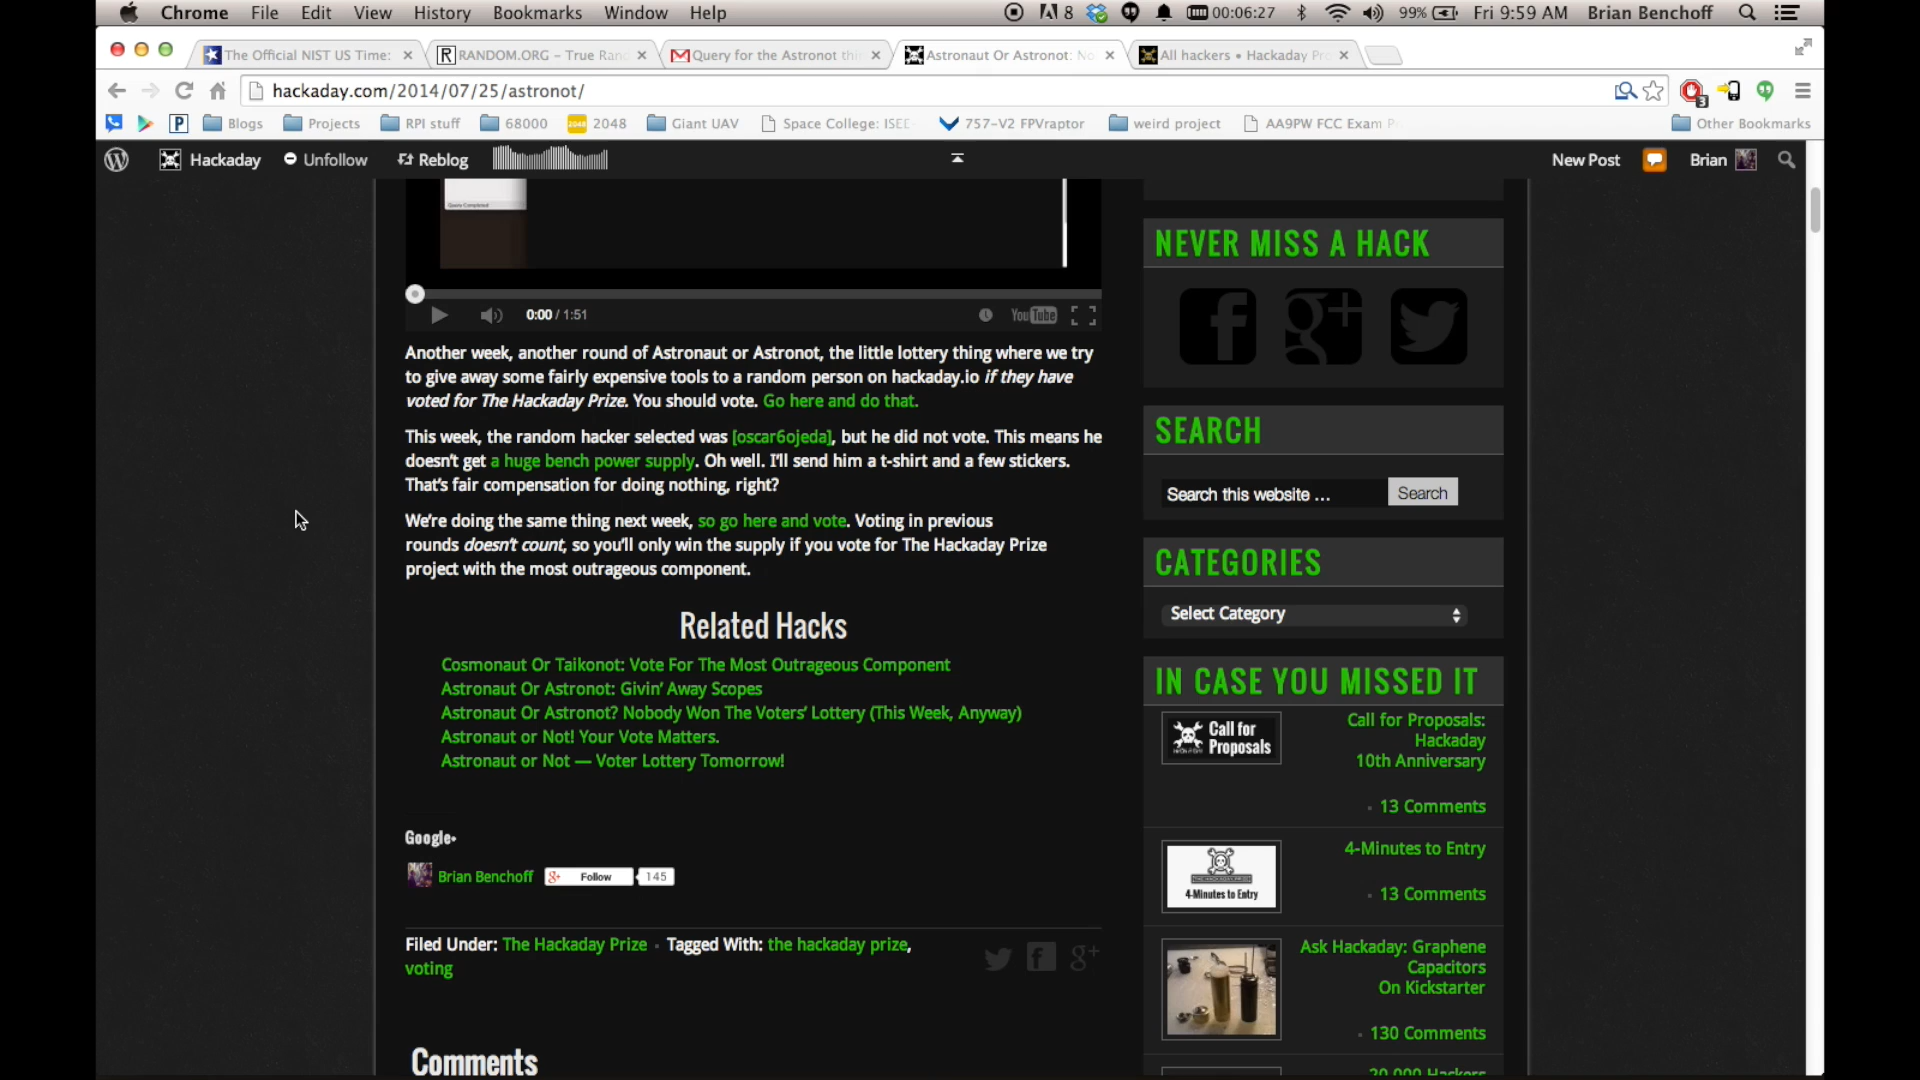 Chrome File Edit View History Bookmarks Window Help 8 00:06:27 99% Fri 9:59 AM Brian Benchoff
The Official NIST US Time: RANDOM.ORG – True Ran Query for the Astronot thi Astronaut Or Astronot: No All hackers • Hackaday Pr
hackaday.com/2014/07/25/astronot/
Blogs Projects RPI stuff 68000 2048 Giant UAV Space College: ISEE 757-V2 FPVraptor weird project AA9PW FCC Exam P Other Bookmarks
Hackaday Unfollow Reblog New Post Brian
Query Completed
0:00 / 1:51 YouTube
Another week, another round of Astronaut or Astronot, the little lottery thing where we try
to give away some fairly expensive tools to a random person on hackaday.io if they have
voted for The Hackaday Prize. You should vote. Go here and do that.
This week, the random hacker selected was [oscar6ojeda], but he did not vote. This means he
doesn't get a huge bench power supply. Oh well. I'll send him a t-shirt and a few stickers.
That's fair compensation for doing nothing, right?
We're doing the same thing next week, so go here and vote. Voting in previous
rounds doesn't count, so you'll only win the supply if you vote for The Hackaday Prize
project with the most outrageous component.
Related Hacks
Cosmonaut Or Taikonot: Vote For The Most Outrageous Component
Astronaut Or Astronot: Givin' Away Scopes
Astronaut Or Astronot? Nobody Won The Voters' Lottery (This Week, Anyway)
Astronaut or Not! Your Vote Matters.
Astronaut or Not — Voter Lottery Tomorrow!
Google+
Brian Benchoff g+ Follow 145
Filed Under: The Hackaday Prize • Tagged With: the hackaday prize,
voting
Comments
NEVER MISS A HACK
SEARCH
Search this website … Search
CATEGORIES
Select Category
IN CASE YOU MISSED IT
Call for
Proposals
Call for Proposals:
Hackaday
10th Anniversary
• 13 Comments
4-Minutes to Entry
4-Minutes to Entry
• 13 Comments
Ask Hackaday: Graphene
Capacitors
On Kickstarter
• 130 Comments
20,000 Hackers